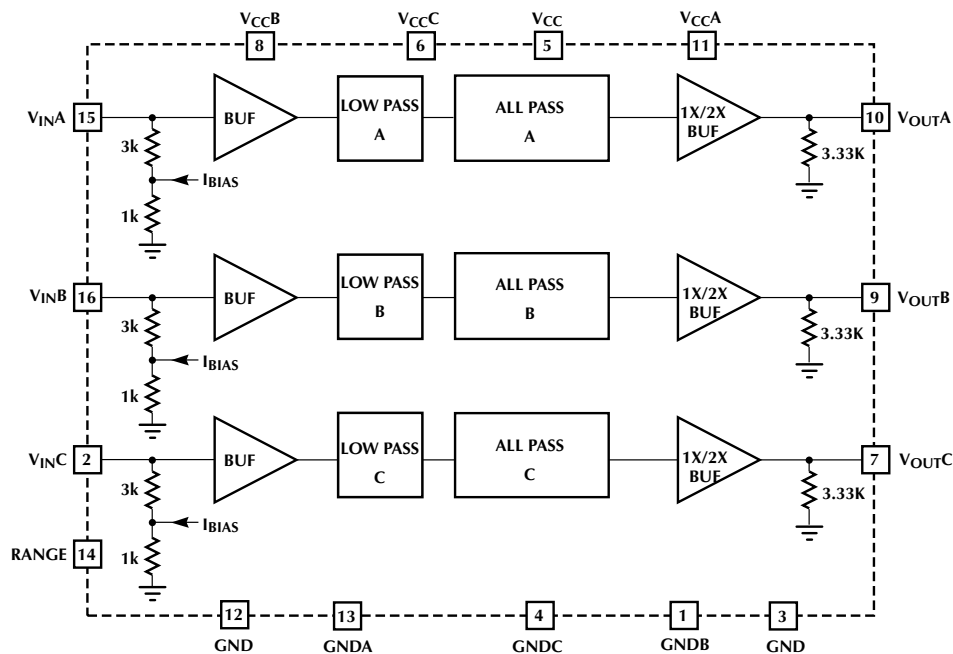 VCCB VCCC VCC VCCA
8 6 5 11
VINA 15 BUF LOW PASS A ALL PASS A 1X/2X BUF 10 VOUTA
3k
3.33K
IBIAS
1k
VINB 16 BUF LOW PASS B ALL PASS B 1X/2X BUF 9 VOUTB
3k
3.33K
IBIAS
1k
VINC 2 BUF LOW PASS C ALL PASS C 1X/2X BUF 7 VOUTC
3k
3.33K
IBIAS
RANGE 14
1k
12 13 4 1 3
GND GNDA GNDC GNDB GND